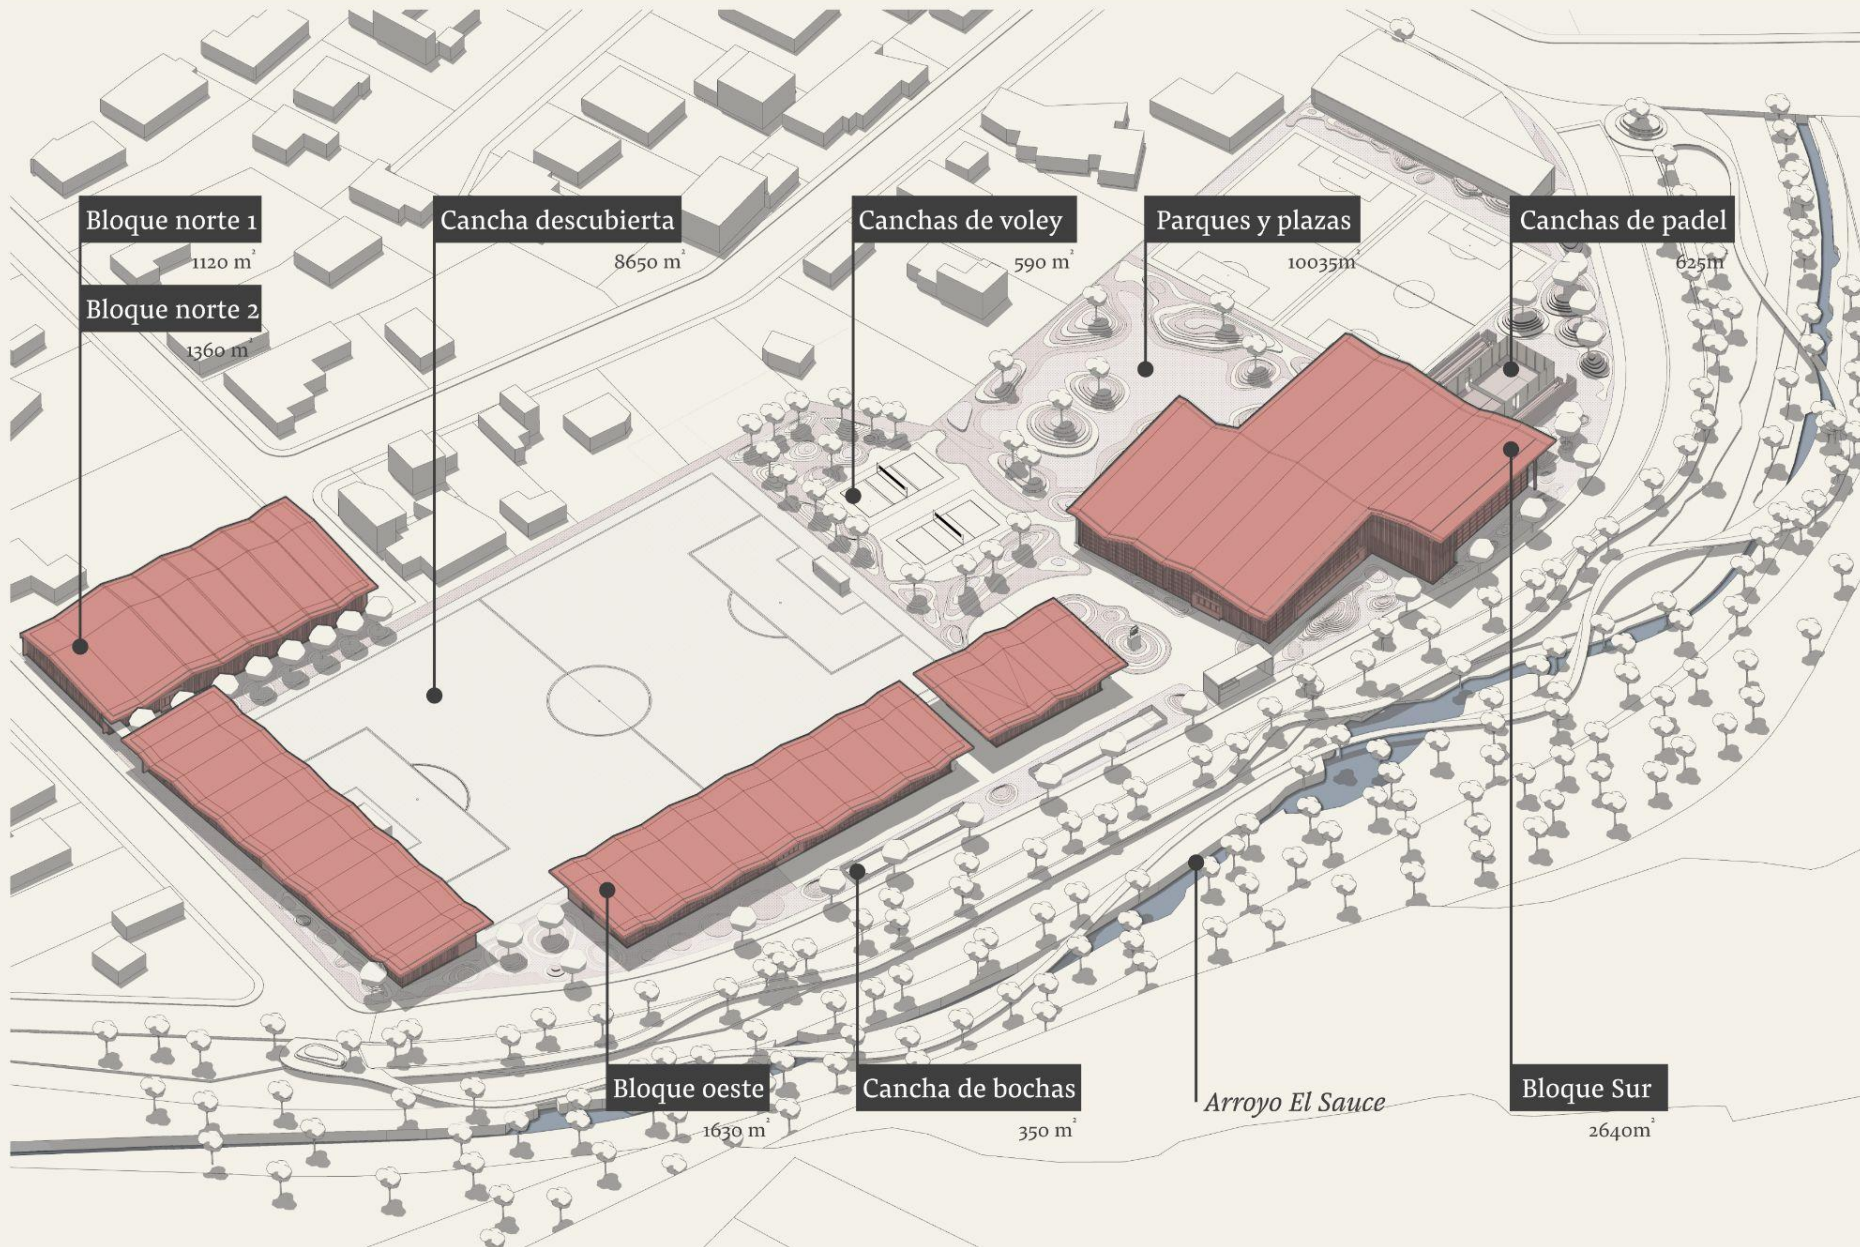 Bloque norte 1
1120 m²
Bloque norte 2
1360 m²
Cancha descubierta
8650 m²
Canchas de voley
590 m²
Parques y plazas
10035m²
Canchas de padel
625m²
Bloque oeste
1630 m²
Cancha de bochas
350 m²
Arroyo El Sauce
Bloque Sur
2640m²